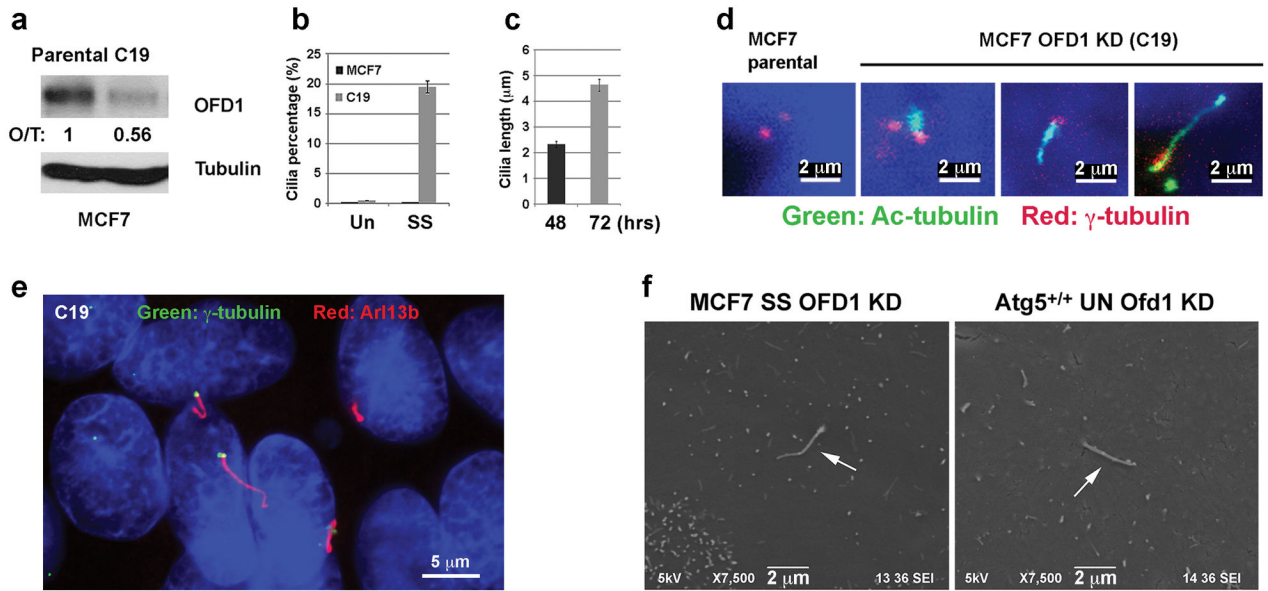 a
Parental C19
OFD1
O/T: 1 0.56
Tubulin
MCF7
b
Cilia percentage (%)
25
20
15
10
5
0
MCF7
C19
Un SS
c
Cilia length (μm)
6
5
4
3
2
1
0
48 72 (hrs)
d
MCF7
parental
MCF7 OFD1 KD (C19)
2 μm
2 μm
2 μm
2 μm
Green: Ac-tubulin Red: γ-tubulin
e
C19 Green: γ-tubulin Red: Arl13b
5 μm
f
MCF7 SS OFD1 KD
5kV X7,500 2 μm 13 36 SEI
Atg5+/+ UN Ofd1 KD
5kV X7,500 2 μm 14 36 SEI